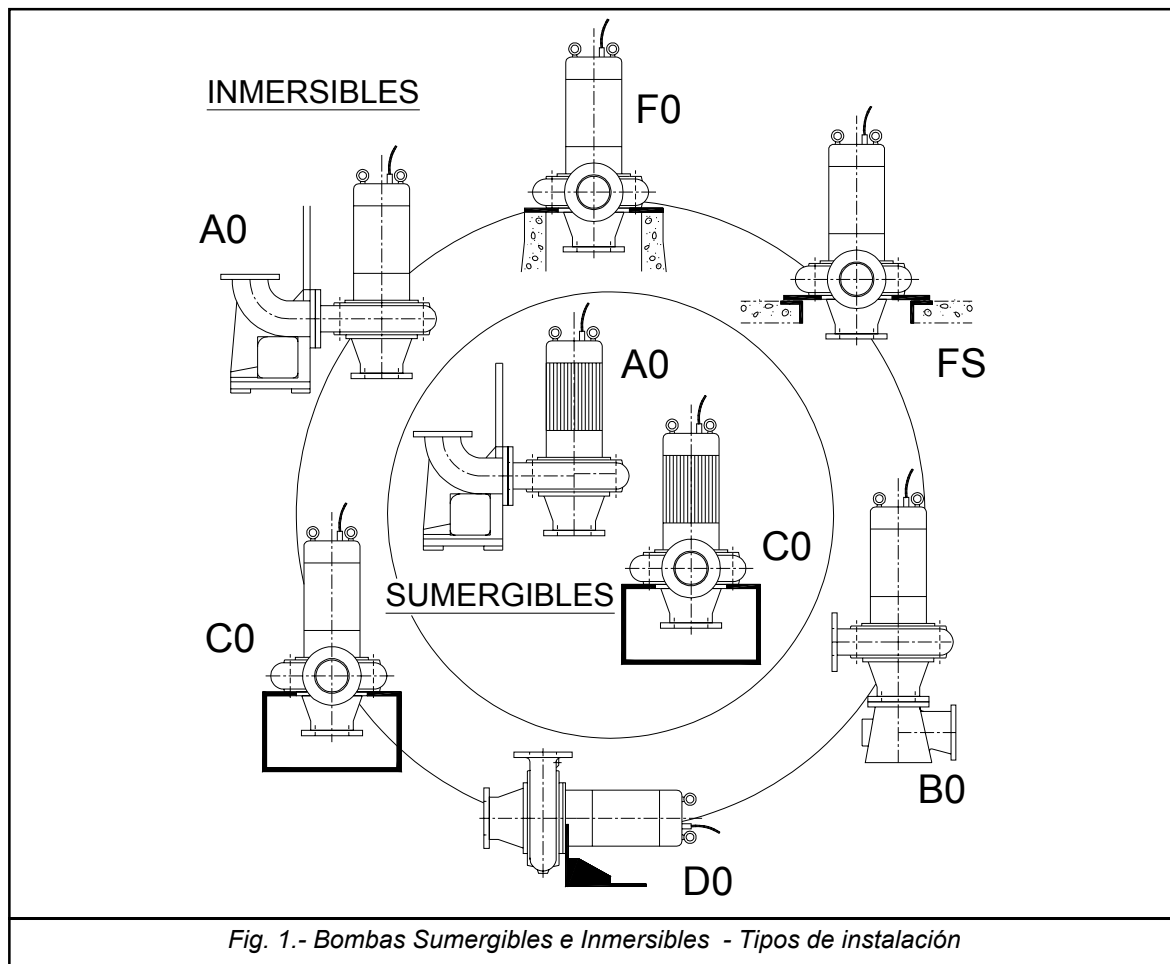 INMERSIBLES
F0
A0
FS
A0
C0
SUMERGIBLES
C0
B0
D0
Fig. 1.- Bombas Sumergibles e Inmersibles - Tipos de instalación